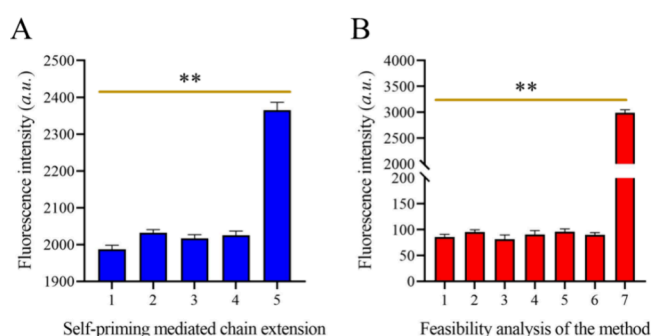 A
Fluorescence intensity (a.u.)
2500
2400
2300
2200
2100
2000
1900
**
1 2 3 4 5
Self-priming mediated chain extension
B
Fluorescence intensity (a.u.)
4000
3500
3000
2500
2000
200
150
100
50
0
**
1 2 3 4 5 6 7
Feasibility analysis of the method